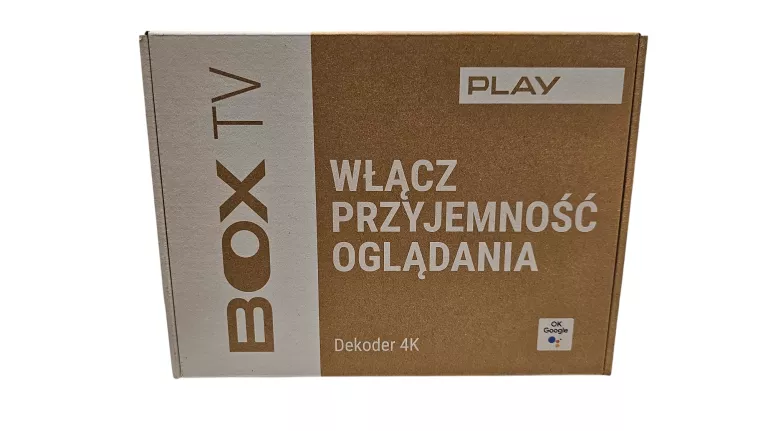 BOX TV
PLAY
WŁĄCZ
PRZYJEMNOŚĆ
OGLĄDANIA
Dekoder 4K
OK
Google